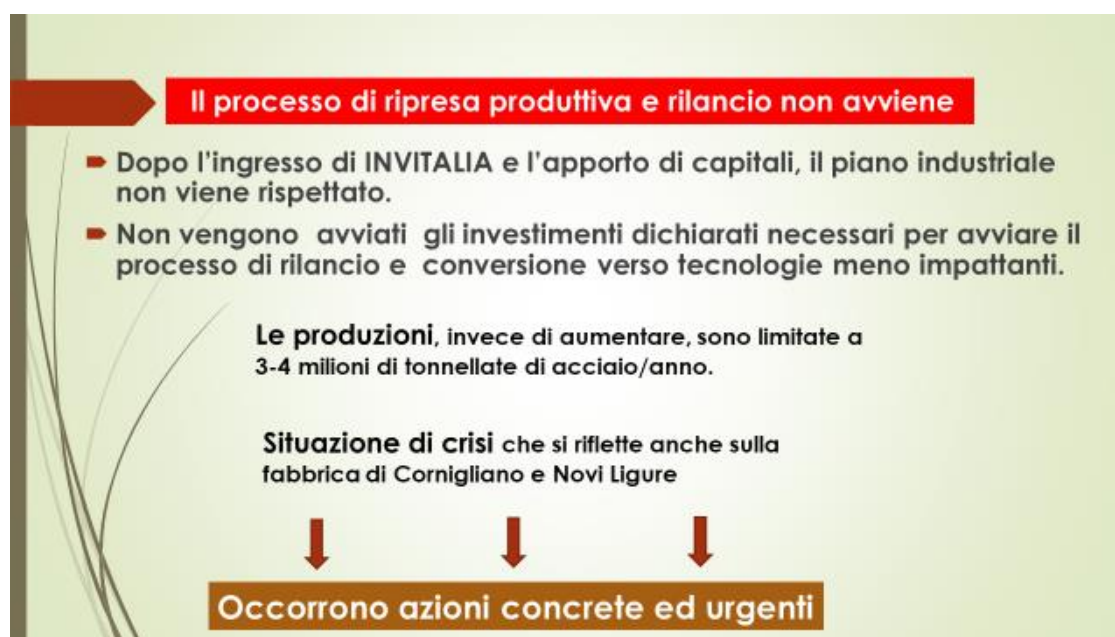 Il processo di ripresa produttiva e rilancio non avviene
Dopo l'ingresso di INVITALIA e l'apporto di capitali, il piano industriale
non viene rispettato.
Non vengono avviati gli investimenti dichiarati necessari per avviare il
processo di rilancio e conversione verso tecnologie meno impattanti.
Le produzioni, invece di aumentare, sono limitate a
3-4 milioni di tonnellate di acciaio/anno.
Situazione di crisi che si riflette anche sulla
fabbrica di Cornigliano e Novi Ligure
Occorrono azioni concrete ed urgenti